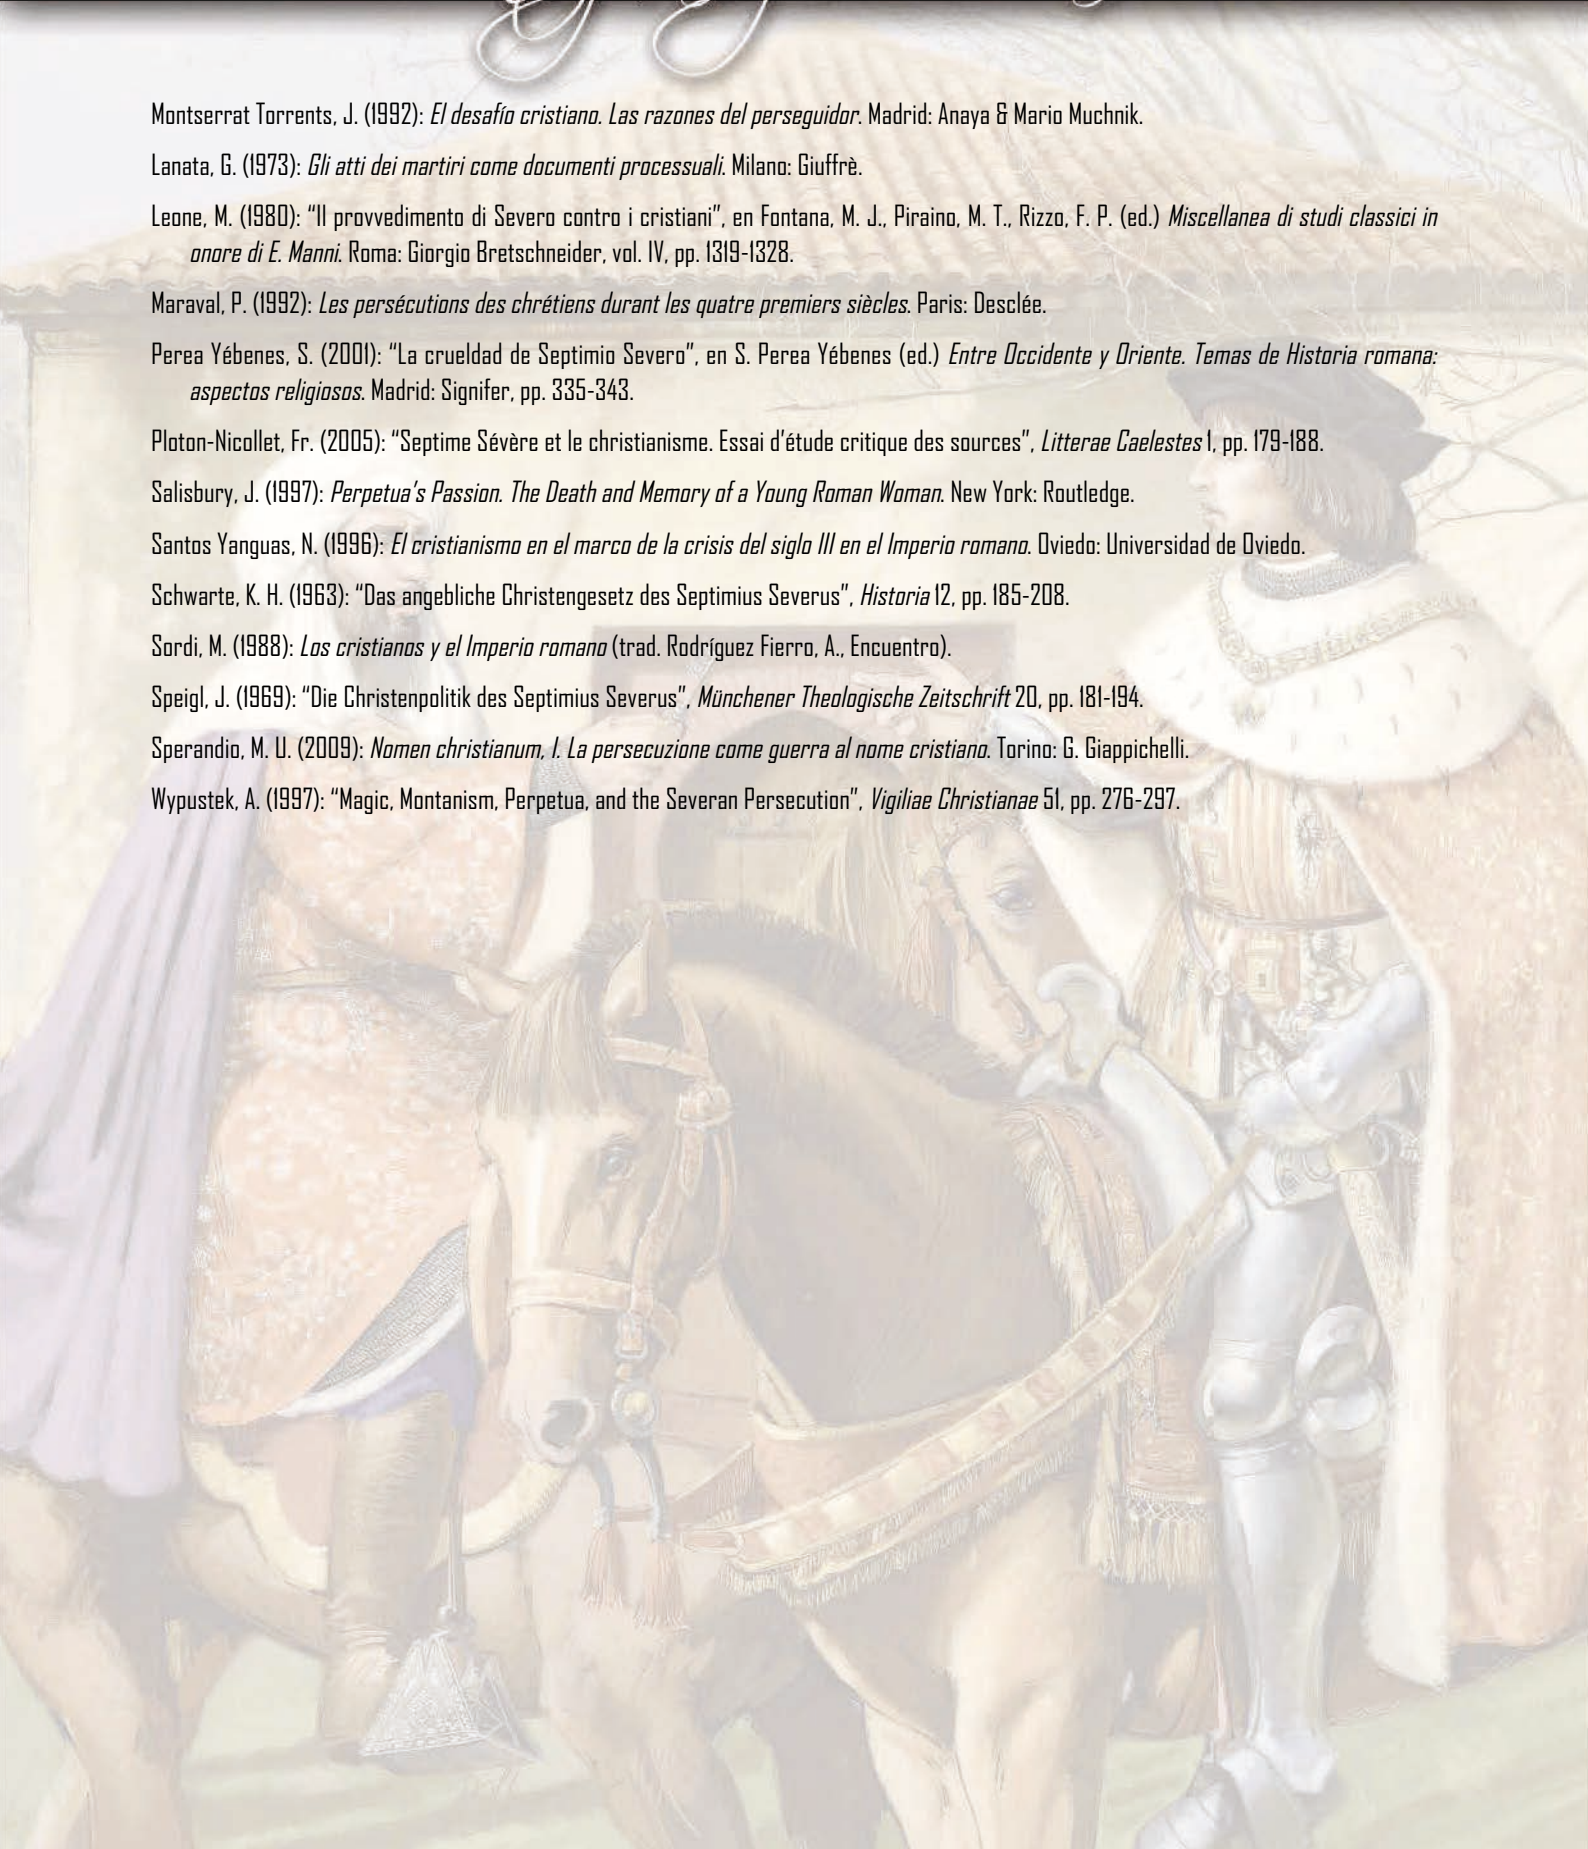 Montserrat Torrents, J. (1992): El desafío cristiano. Las razones del perseguidor. Madrid: Anaya & Mario Muchnik.
Lanata, G. (1973): Gli atti dei martiri come documenti processuali. Milano: Giuffrè.
Leone, M. (1980): “Il provvedimento di Severo contro i cristiani”, en Fontana, M. J., Piraino, M. T., Rizzo, F. P. (ed.) Miscellanea di studi classici in
onore di E. Manni. Roma: Giorgio Bretschneider, vol. IV, pp. 1319-1328.
Maraval, P. (1992): Les persécutions des chrétiens durant les quatre premiers siècles. Paris: Desclée.
Perea Yébenes, S. (2001): “La crueldad de Septimio Severo”, en S. Perea Yébenes (ed.) Entre Occidente y Oriente. Temas de Historia romana:
aspectos religiosos. Madrid: Signifer, pp. 335-343.
Ploton-Nicollet, Fr. (2005): “Septime Sévère et le christianisme. Essai d’étude critique des sources”, Litterae Caelestes 1, pp. 179-188.
Salisbury, J. (1997): Perpetua’s Passion. The Death and Memory of a Young Roman Woman. New York: Routledge.
Santos Yanguas, N. (1996): El cristianismo en el marco de la crisis del siglo III en el Imperio romano. Oviedo: Universidad de Oviedo.
Schwarte, K. H. (1963): “Das angebliche Christengesetz des Septimius Severus”, Historia 12, pp. 185-208.
Sordi, M. (1988): Los cristianos y el Imperio romano (trad. Rodríguez Fierro, A., Encuentro).
Speigl, J. (1969): “Die Christenpolitik des Septimius Severus”, Münchener Theologische Zeitschrift 20, pp. 181-194.
Sperandio, M. U. (2009): Nomen christianum, I. La persecuzione come guerra al nome cristiano. Torino: G. Giappichelli.
Wypustek, A. (1997): “Magic, Montanism, Perpetua, and the Severan Persecution”, Vigiliae Christianae 51, pp. 276-297.